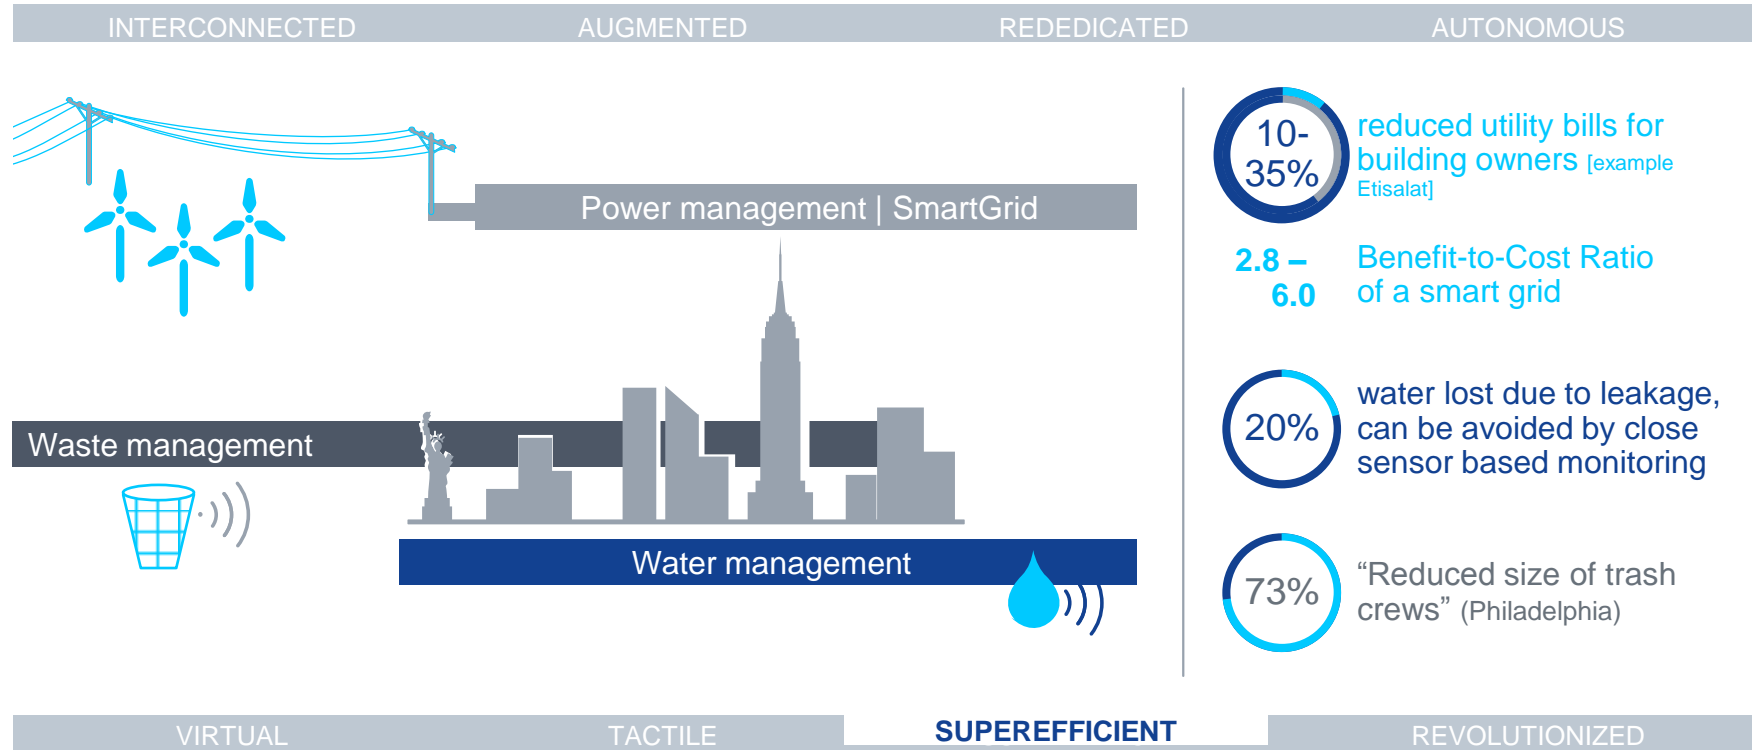 INTERCONNECTED
AUGMENTED
REDEDICATED
AUTONOMOUS
Power management | SmartGrid
Waste management
Water management
10-
35%
reduced utility bills for
building owners [example
Etisalat]
2.8 –
6.0
Benefit-to-Cost Ratio
of a smart grid
20%
water lost due to leakage,
can be avoided by close
sensor based monitoring
73%
“Reduced size of trash
crews” (Philadelphia)
VIRTUAL
TACTILE
SUPEREFFICIENT
REVOLUTIONIZED